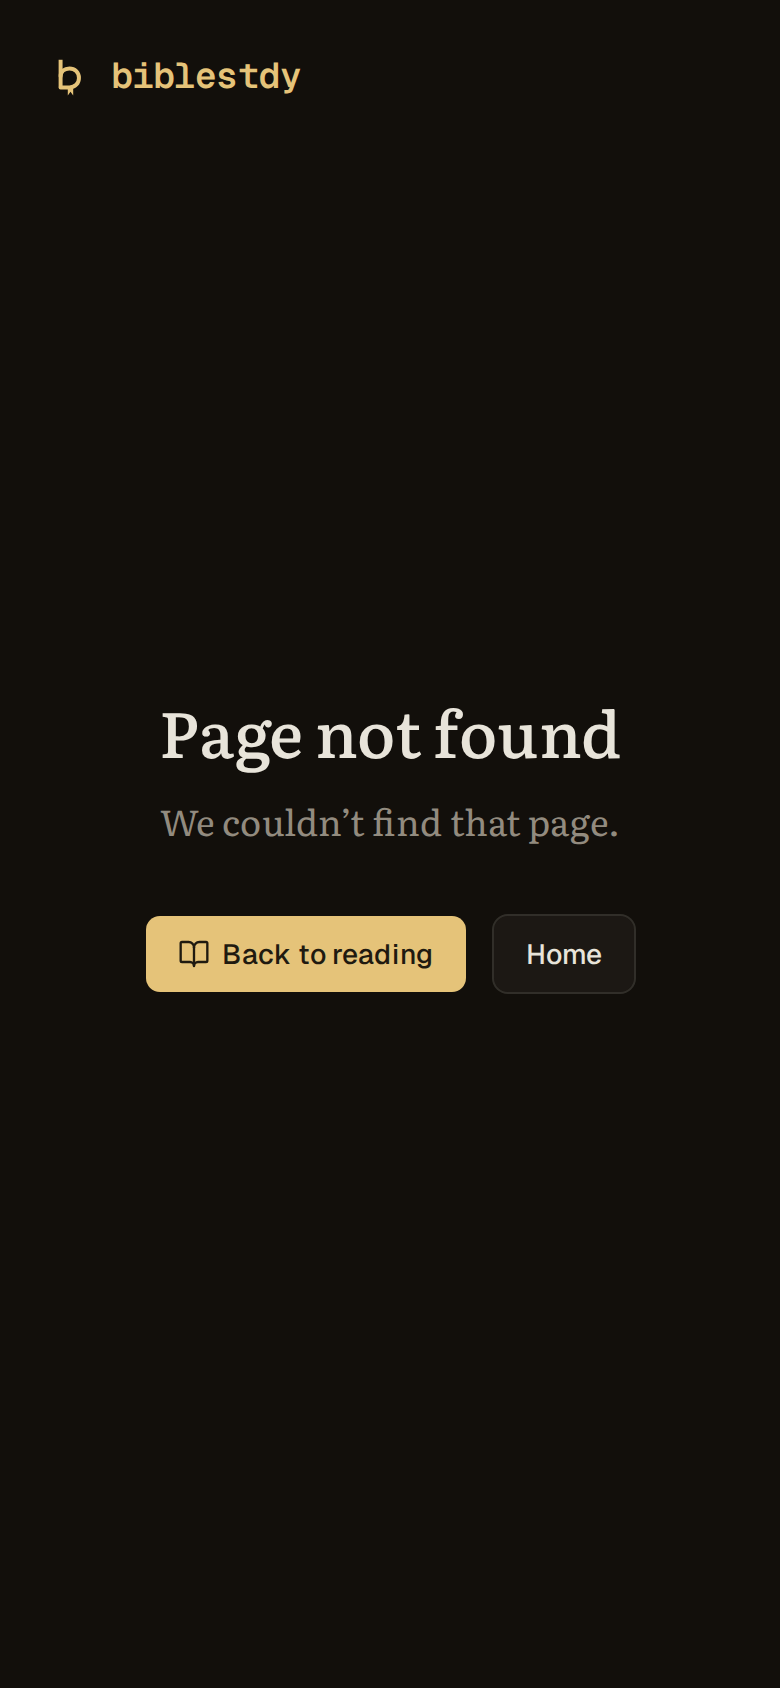 biblestdy
Page not found
We couldn’t find that page.
Back to reading
Home